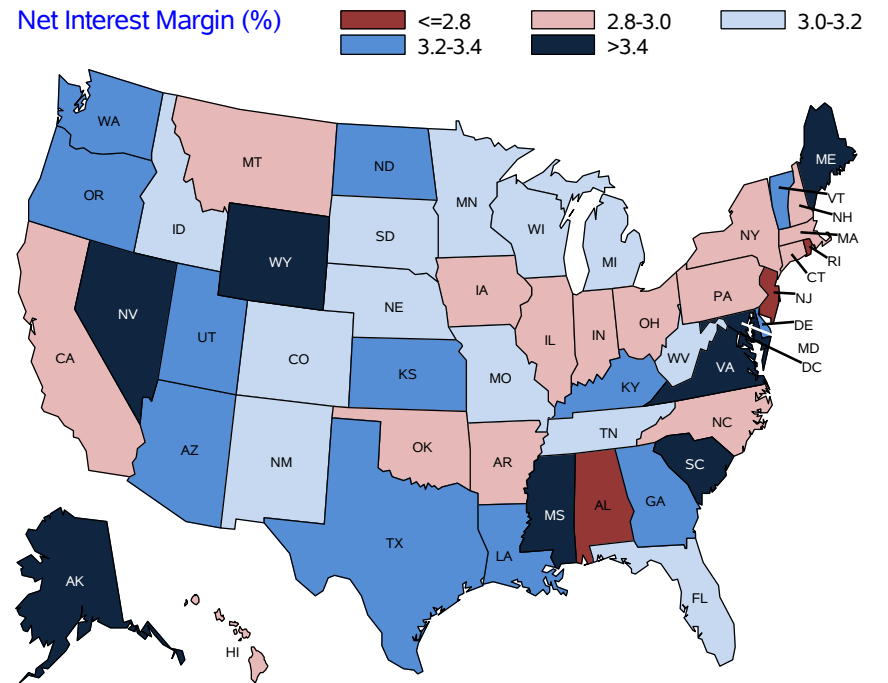 Net Interest Margin (%)
<=2.8
2.8-3.0
3.0-3.2
3.2-3.4
>3.4
WA
MT
ND
ME
OR
MN
VT
ID
SD
WI
NH
NY
MA
WY
MI
RI
CT
IA
PA
NJ
NE
NV
OH
DE
UT
IL
IN
MD
CA
CO
WV
VA
DC
KS
MO
KY
NC
TN
OK
AZ
NM
AR
SC
MS
AL
GA
TX
LA
AK
FL
HI